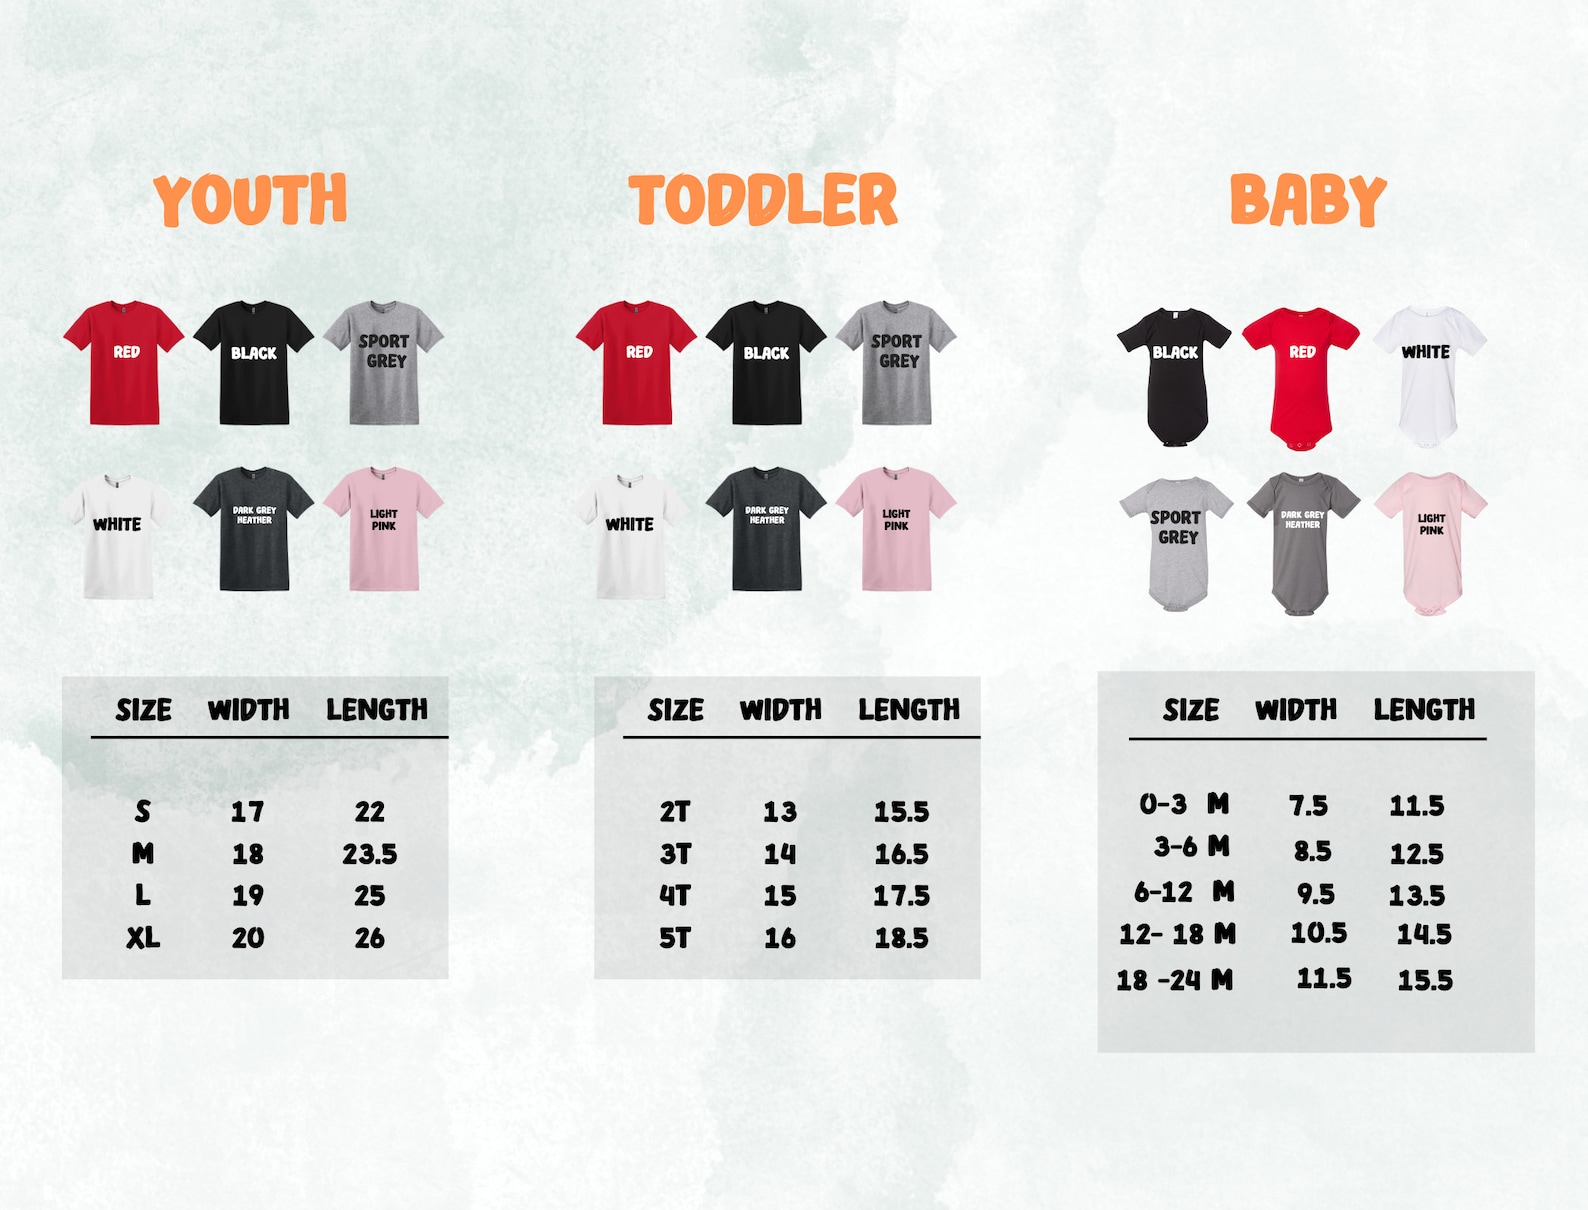 YOUTH
RED
BLACK
SPORT
GREY
WHITE
DARK GREY
HEATHER
LIGHT
PINK
SIZE WIDTH LENGTH
S 17 22
M 18 23.5
L 19 25
XL 20 26
TODDLER
RED
BLACK
SPORT
GREY
WHITE
DARK GREY
HEATHER
LIGHT
PINK
SIZE WIDTH LENGTH
2T 13 15.5
3T 14 16.5
4T 15 17.5
5T 16 18.5
BABY
BLACK
RED
WHITE
SPORT
GREY
DARK GREY
HEATHER
LIGHT
PINK
SIZE WIDTH LENGTH
0-3 M 7.5 11.5
3-6 M 8.5 12.5
6-12 M 9.5 13.5
12- 18 M 10.5 14.5
18 -24 M 11.5 15.5